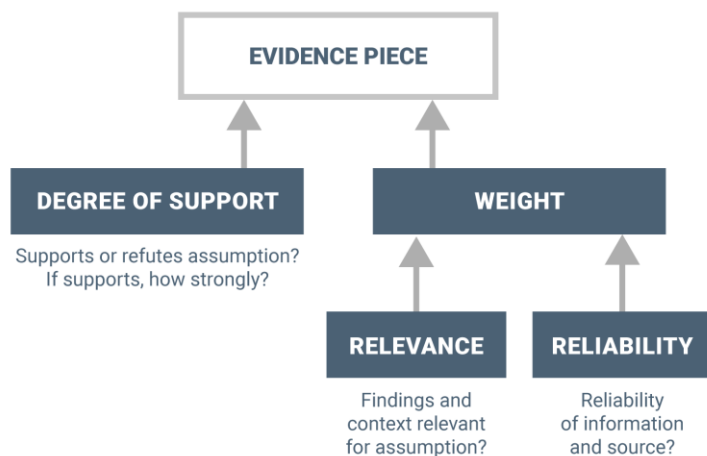 EVIDENCE PIECE
DEGREE OF SUPPORT
Supports or refutes assumption?
If supports, how strongly?
WEIGHT
RELEVANCE
Findings and
context relevant
for assumption?
RELIABILITY
Reliability
of information
and source?